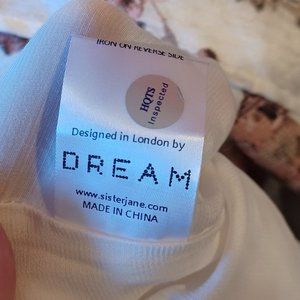 IRON ON REVERSE SIDE
HQTS
Inspected
Designed in London by
DREAM
www.sisterjane.com
MADE IN CHINA